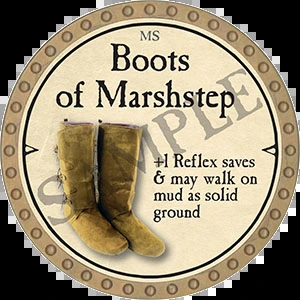 MS
Boots
of Marshstep
SAMPLE
+1 Reflex saves
& may walk on
mud as solid
ground